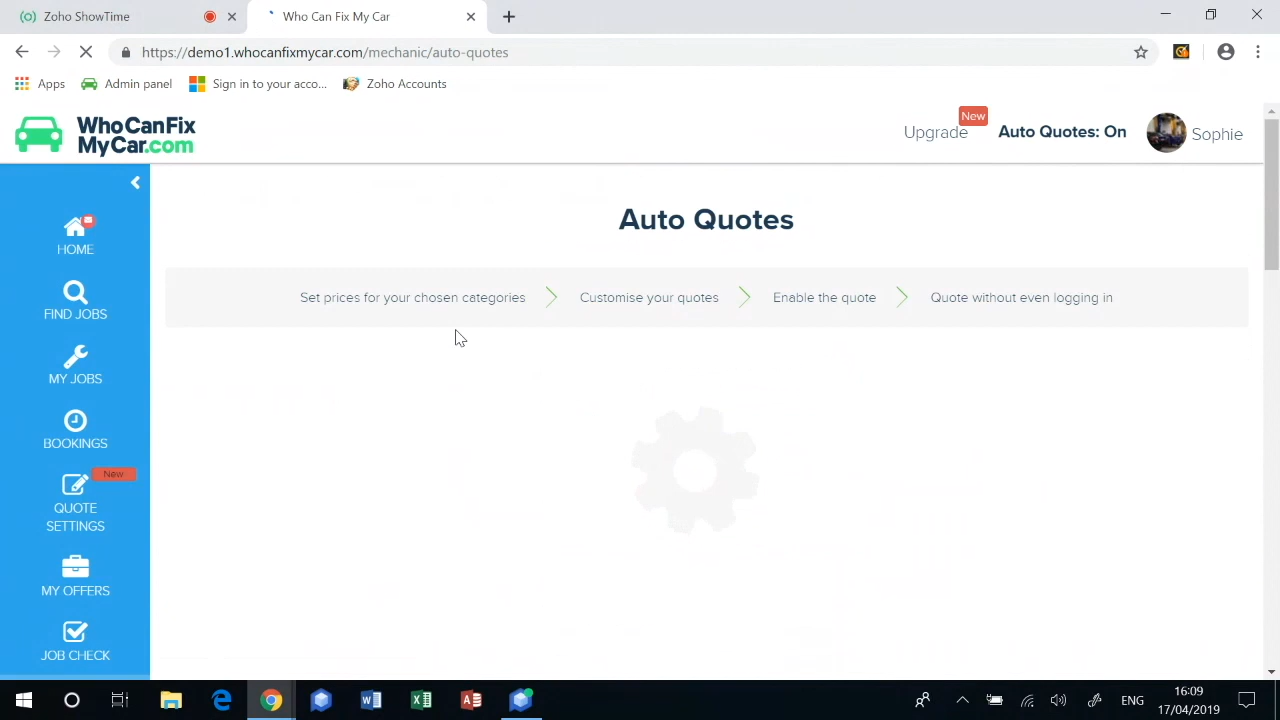 Zoho ShowTime
Who Can Fix My Car
https://demo1.whocanfixmycar.com/mechanic/auto-quotes
Apps
Admin panel
Sign in to your acco...
Zoho Accounts
WhoCanFix
MyCar.com
Upgrade
New
Auto Quotes: On
Sophie
HOME
FIND JOBS
MY JOBS
BOOKINGS
New
QUOTE
SETTINGS
MY OFFERS
JOB CHECK
Auto Quotes
Set prices for your chosen categories
Customise your quotes
Enable the quote
Quote without even logging in
ENG
16:09
17/04/2019